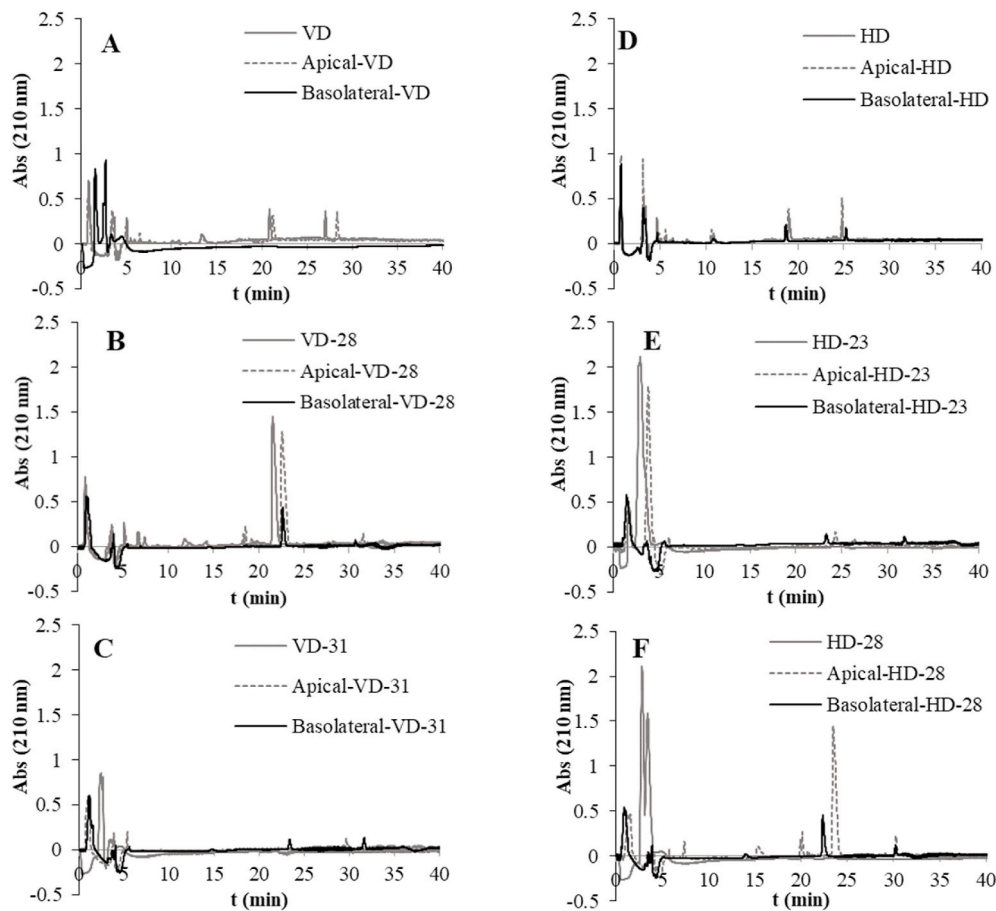 A
VD
Apical-VD
Basolateral-VD
Abs (210 nm)
2.5
2
1.5
1
0.5
0
-0.5
0 5 10 15 20 25 30 35 40
t (min)
D
HD
Apical-HD
Basolateral-HD
Abs (210 nm)
2.5
2
1.5
1
0.5
0
-0.5
0 5 10 15 20 25 30 35 40
t (min)
B
VD-28
Apical-VD-28
Basolateral-VD-28
Abs (210 nm)
2.5
2
1.5
1
0.5
0
-0.5
0 5 10 15 20 25 30 35 40
t (min)
E
HD-23
Apical-HD-23
Basolateral-HD-23
Abs (210 nm)
2.5
2
1.5
1
0.5
0
-0.5
0 5 10 15 20 25 30 35 40
t (min)
C
VD-31
Apical-VD-31
Basolateral-VD-31
Abs (210 nm)
2.5
2
1.5
1
0.5
0
-0.5
0 5 10 15 20 25 30 35 40
t (min)
F
HD-28
Apical-HD-28
Basolateral-HD-28
Abs (210 nm)
2.5
2
1.5
1
0.5
0
-0.5
0 5 10 15 20 25 30 35 40
t (min)